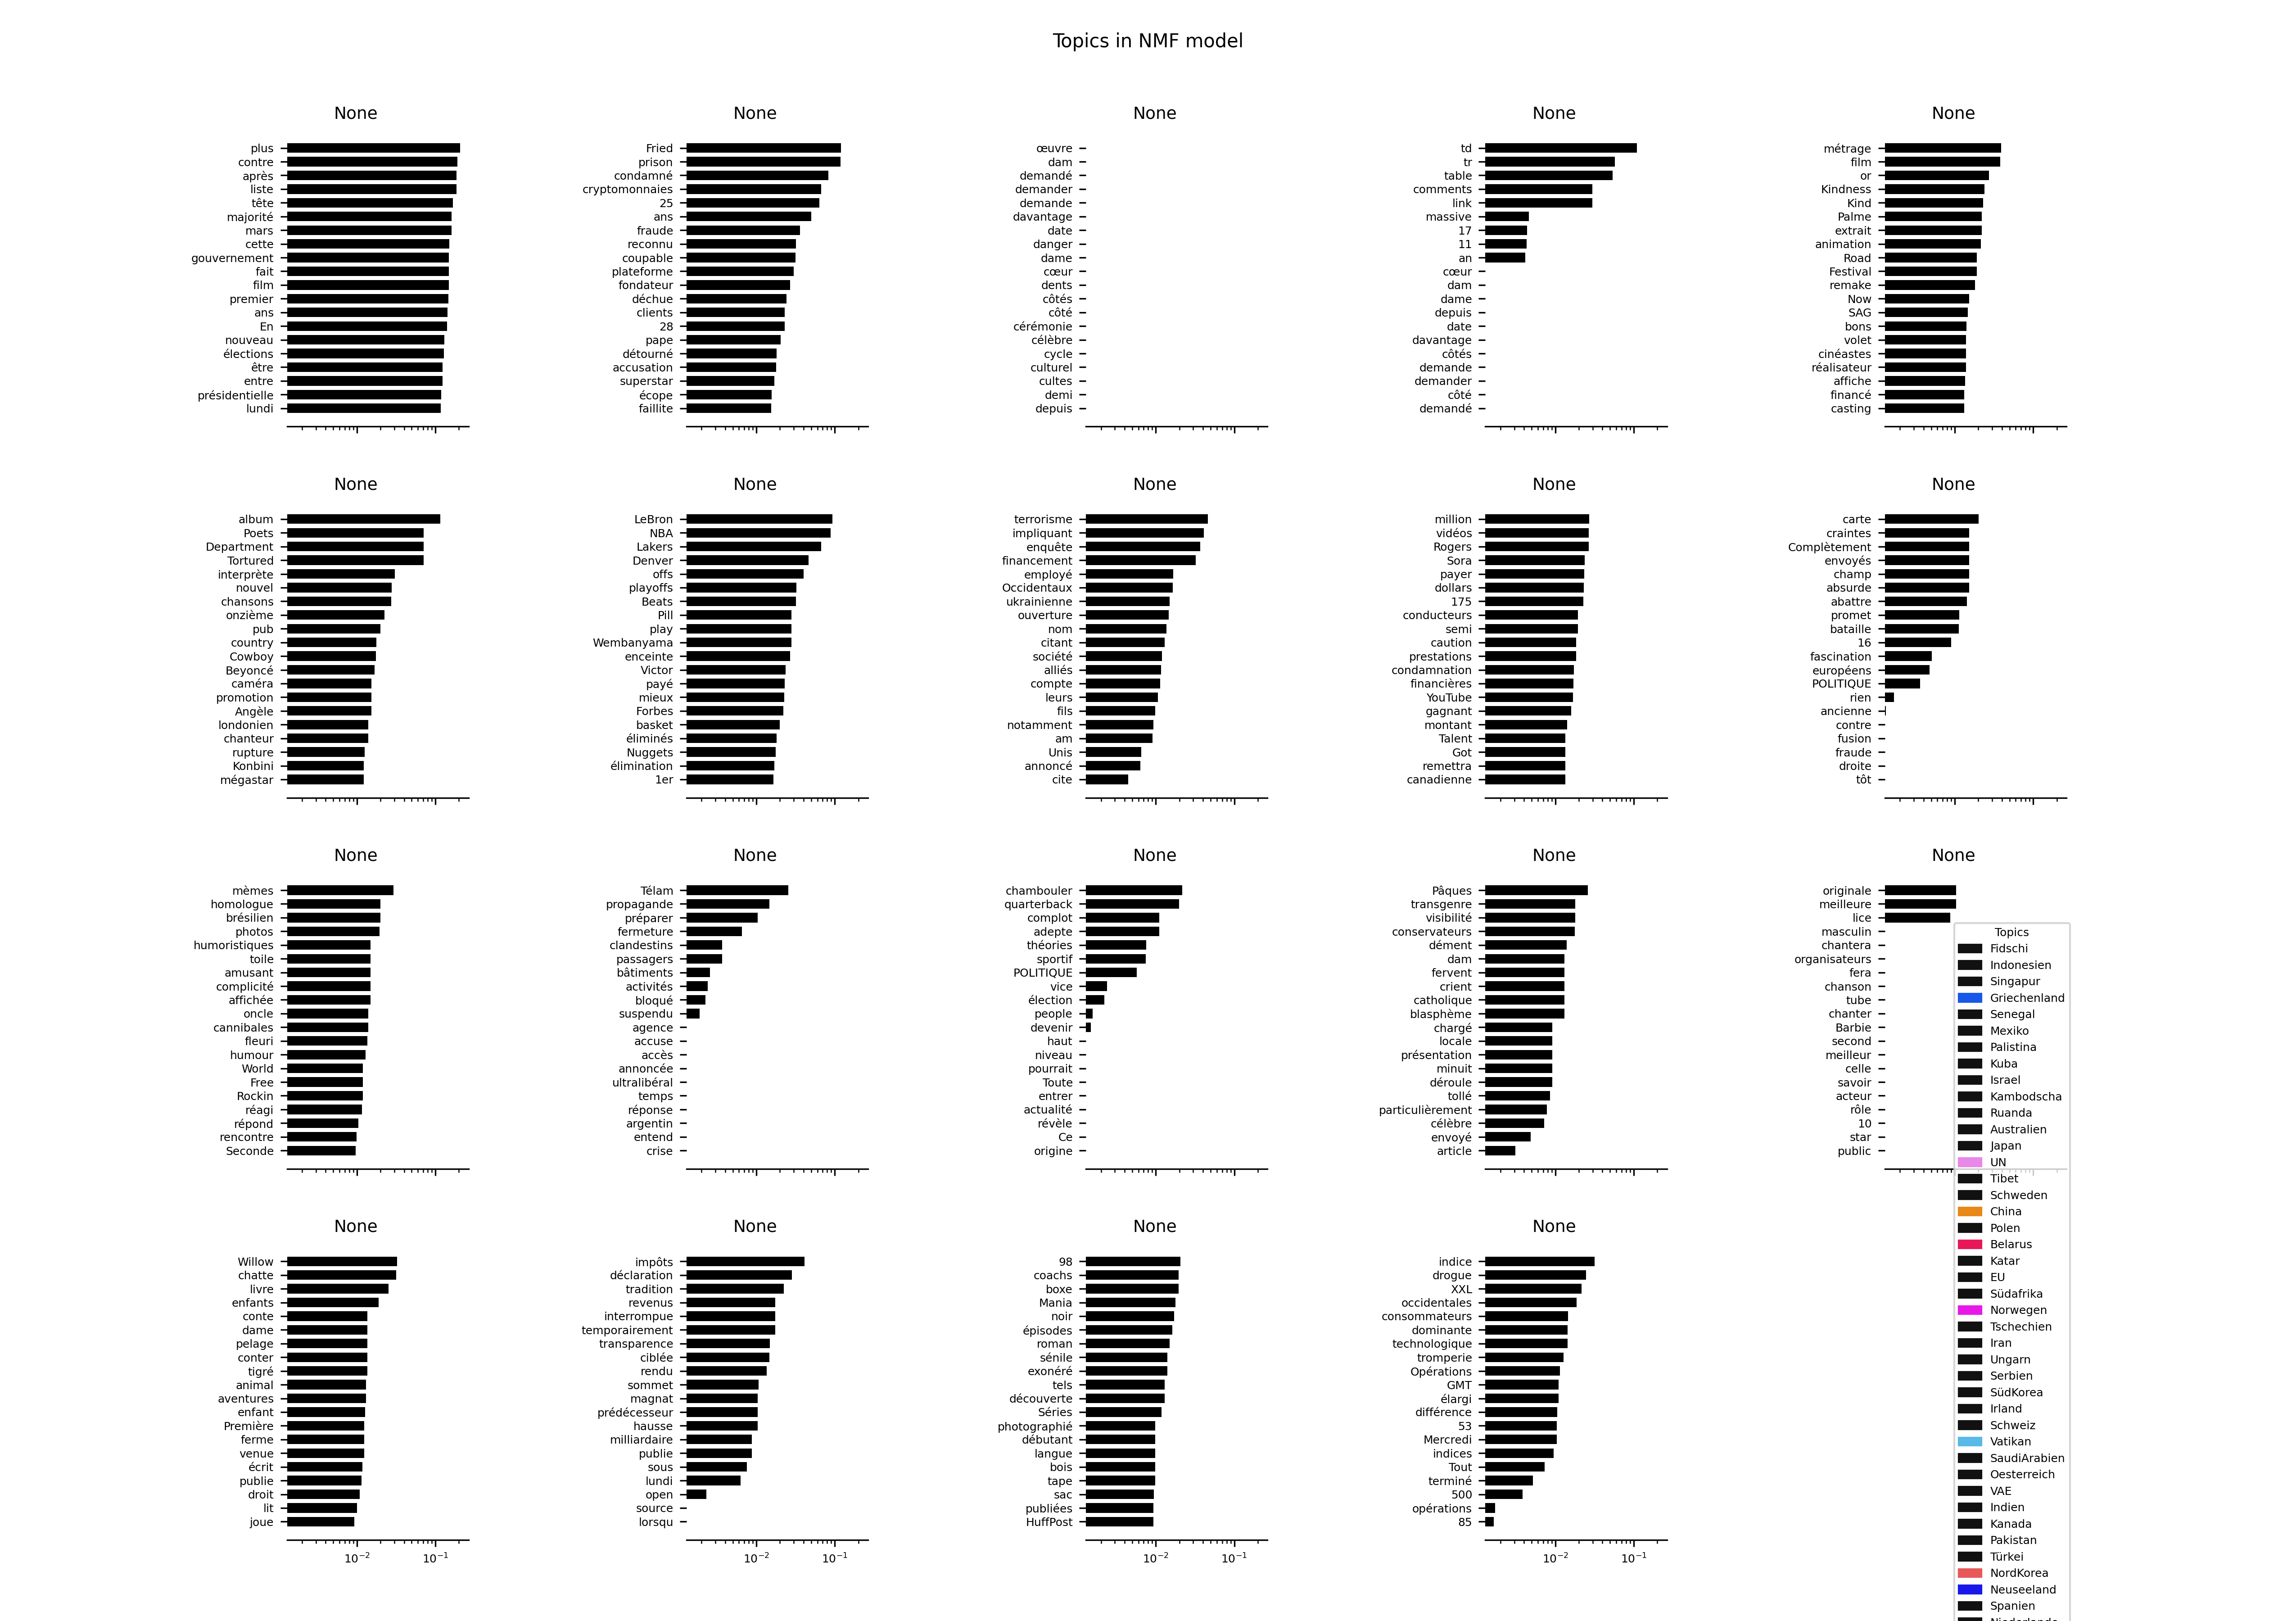 Topics in NMF model
None
plus
contre
après
liste
tête
majorité
mars
cette
gouvernement
fait
film
premier
ans
En
nouveau
élections
être
entre
présidentielle
lundi
None
Fried
prison
condamné
cryptomonnaies
25
ans
fraude
reconnu
coupable
plateforme
fondateur
déchue
clients
28
pape
détourné
accusation
superstar
écope
faillite
None
œuvre
dam
demandé
demander
demande
davantage
date
danger
dame
cœur
dents
côtés
côté
cérémonie
célèbre
cycle
culturel
cultes
demi
depuis
None
td
tr
table
comments
link
massive
17
11
an
cœur
dam
dame
depuis
date
davantage
côtés
demande
demander
côté
demandé
None
métrage
film
or
Kindness
Kind
Palme
extrait
animation
Road
Festival
remake
Now
SAG
bons
volet
cinéastes
réalisateur
affiche
financé
casting
None
album
Poets
Department
Tortured
interprète
nouvel
chansons
onzième
pub
country
Cowboy
Beyoncé
caméra
promotion
Angèle
londonien
chanteur
rupture
Konbini
mégastar
None
LeBron
NBA
Lakers
Denver
offs
playoffs
Beats
Pill
play
Wembanyama
enceinte
Victor
payé
mieux
Forbes
basket
éliminés
Nuggets
élimination
1er
None
terrorisme
impliquant
enquête
financement
employé
Occidentaux
ukrainienne
ouverture
nom
citant
société
alliés
compte
leurs
fils
notamment
am
Unis
annoncé
cite
None
million
vidéos
Rogers
Sora
payer
dollars
175
conducteurs
semi
caution
prestations
condamnation
financières
YouTube
gagnant
montant
Talent
Got
remettra
canadienne
None
carte
craintes
Complètement
envoyés
champ
absurde
abattre
promet
bataille
16
fascination
européens
POLITIQUE
rien
ancienne
contre
fusion
fraude
droite
tôt
None
mèmes
homologue
brésilien
photos
humoristiques
toile
amusant
complicité
affichée
oncle
cannibales
fleuri
humour
World
Free
Rockin
réagi
répond
rencontre
Seconde
None
Télam
propagande
préparer
fermeture
clandestins
passagers
bâtiments
activités
bloqué
suspendu
agence
accuse
accès
annoncée
ultralibéral
temps
réponse
argentin
entend
crise
None
chambouler
quarterback
complot
adepte
théories
sportif
POLITIQUE
vice
élection
people
devenir
haut
niveau
pourrait
Toute
entrer
actualité
révèle
Ce
origine
None
Pâques
transgenre
visibilité
conservateurs
dément
dam
fervent
crient
catholique
blasphème
chargé
locale
présentation
minuit
déroule
tollé
particulièrement
célèbre
envoyé
article
None
originale
meilleure
lice
masculin
chantera
organisateurs
fera
chanson
tube
chanter
Barbie
second
meilleur
celle
savoir
acteur
rôle
10
star
public
None
Willow
chatte
livre
enfants
conte
dame
pelage
conter
tigré
animal
aventures
enfant
Première
ferme
venue
écrit
publie
droit
lit
joue
10⁻² 10⁻¹
None
impôts
déclaration
tradition
revenus
interrompue
temporairement
transparence
ciblée
rendu
sommet
magnat
prédécesseur
hausse
milliardaire
publie
sous
lundi
open
source
lorsqu
10⁻² 10⁻¹
None
98
coachs
boxe
Mania
noir
épisodes
roman
sénile
exonéré
tels
découverte
Séries
photographié
débutant
langue
bois
tape
sac
publiées
HuffPost
10⁻² 10⁻¹
None
indice
drogue
XXL
occidentales
consommateurs
dominante
technologique
tromperie
Opérations
GMT
élargi
différence
53
Mercredi
indices
Tout
terminé
500
opérations
85
10⁻² 10⁻¹
Topics
Fidschi
Indonesien
Singapur
Griechenland
Senegal
Mexiko
Palistina
Kuba
Israel
Kambodscha
Ruanda
Australien
Japan
UN
Tibet
Schweden
China
Polen
Belarus
Katar
EU
Südafrika
Norwegen
Tschechien
Iran
Ungarn
Serbien
SüdKorea
Irland
Schweiz
Vatikan
SaudiArabien
Oesterreich
VAE
Indien
Kanada
Pakistan
Türkei
NordKorea
Neuseeland
Spanien